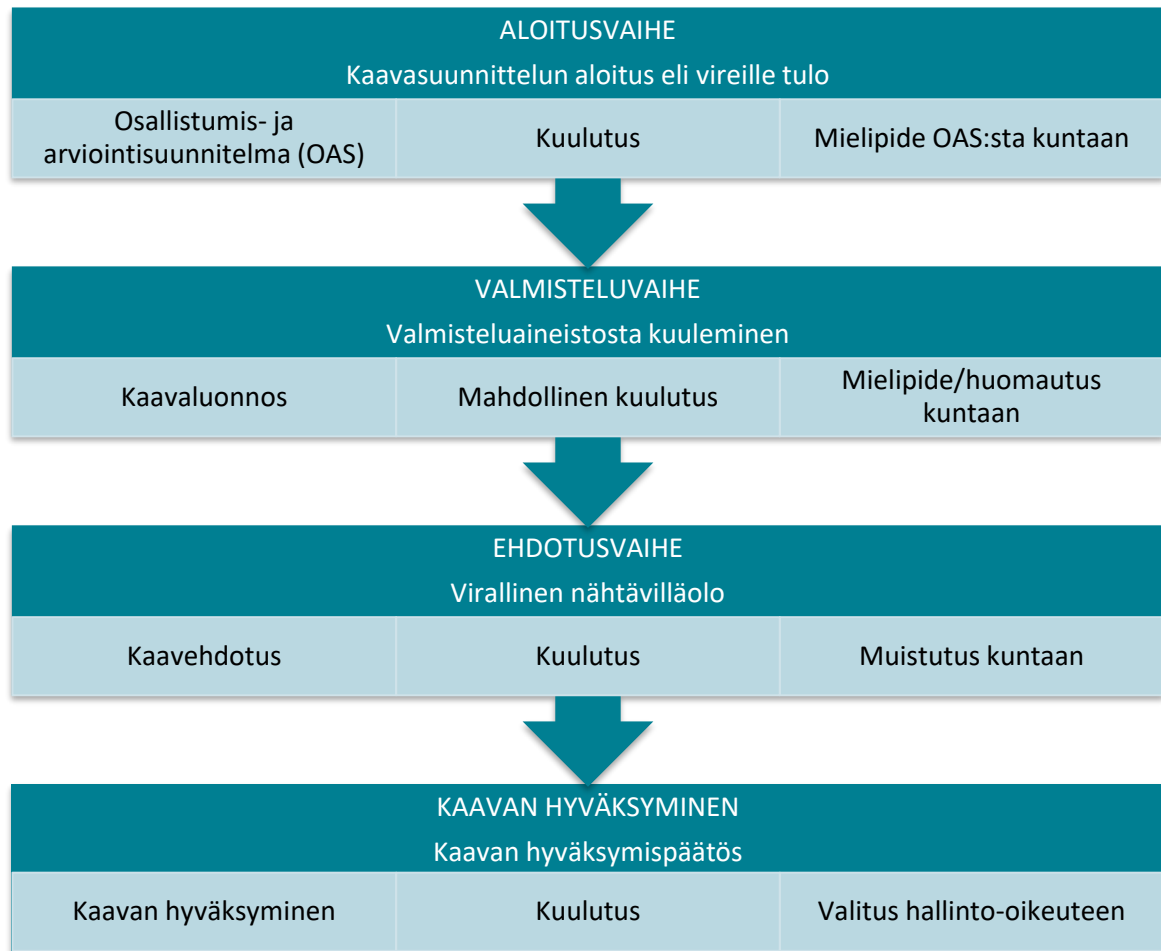 ALOITUSVAIHE
Kaavasuunnittelun aloitus eli vireille tulo
Osallistumis- ja
arviointisuunnitelma (OAS)
Kuulutus
Mielipide OAS:sta kuntaan
VALMISTELUVAIHE
Valmisteluaineistosta kuuleminen
Kaavaluonnos
Mahdollinen kuulutus
Mielipide/huomautus
kuntaan
EHDOTUSVAIHE
Virallinen nähtävilläolo
Kaavehdotus
Kuulutus
Muistutus kuntaan
KAAVAN HYVÄKSYMINEN
Kaavan hyväksymispäätös
Kaavan hyväksyminen
Kuulutus
Valitus hallinto-oikeuteen